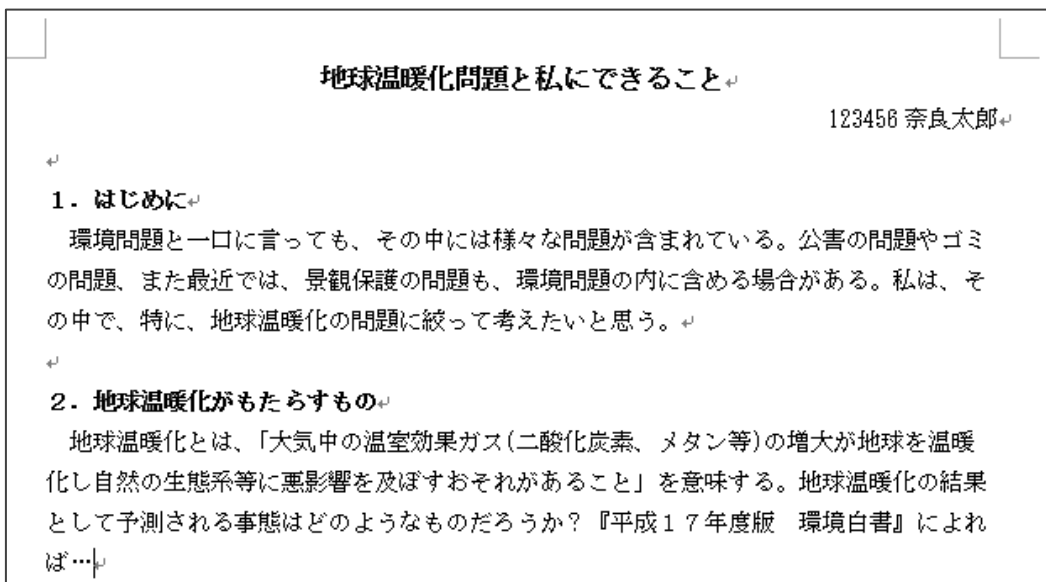 地球温暖化問題と私にできること
123456 奈良太郎
１．はじめに
環境問題と一口に言っても、その中には様々な問題が含まれている。公害の問題やゴミ
の問題、また最近では、景観保護の問題も、環境問題の内に含める場合がある。私は、そ
の中で、特に、地球温暖化の問題に絞って考えたいと思う。
２．地球温暖化がもたらすもの
地球温暖化とは、「大気中の温室効果ガス(二酸化炭素、メタン等)の増大が地球を温暖
化し自然の生態系等に悪影響を及ぼすおそれがあること」を意味する。地球温暖化の結果
として予測される事態はどのようなものだろうか？『平成１７年度版　環境白書』によれ
ば…